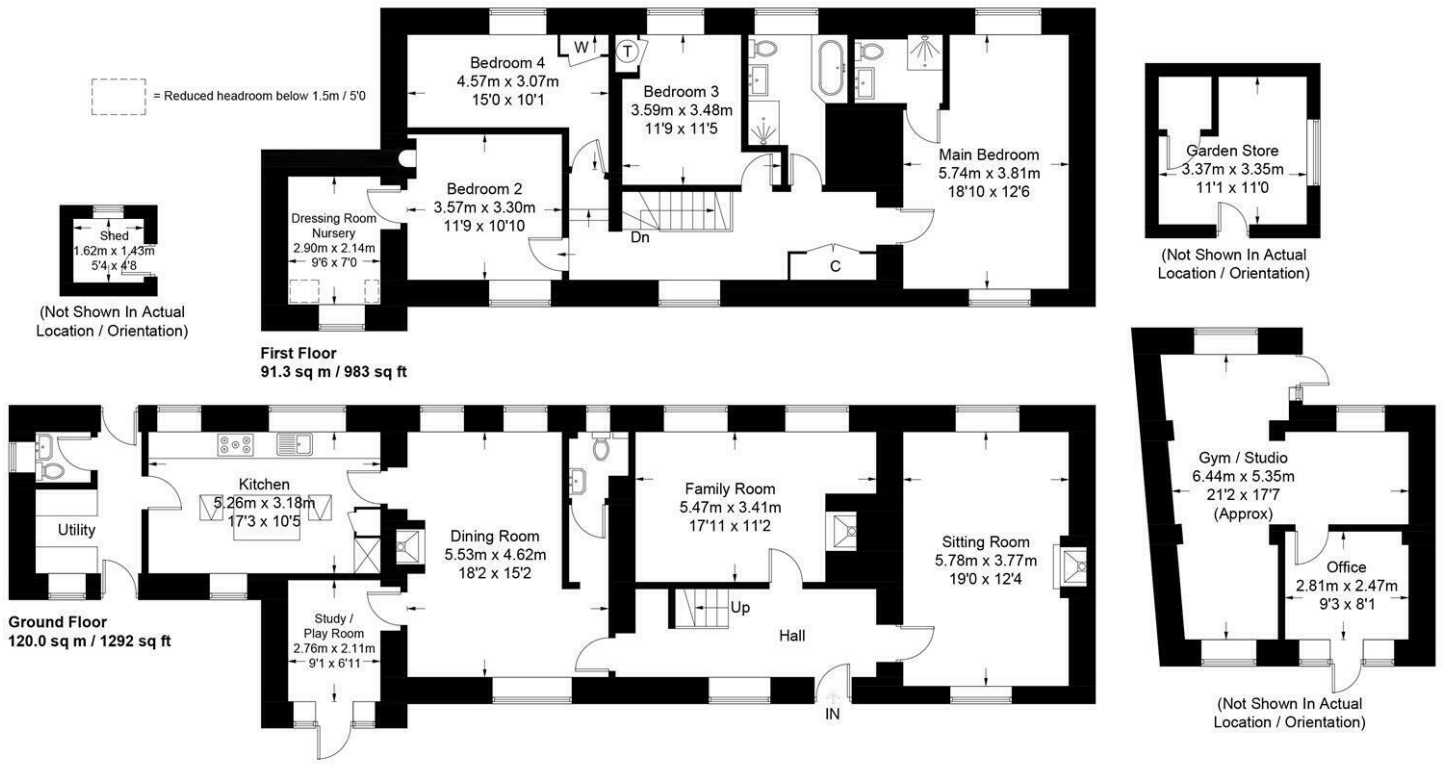 = Reduced headroom below 1.5m / 5'0
Bedroom 4
4.57m x 3.07m
15'0 x 10'1
W
T
Bedroom 3
3.59m x 3.48m
11'9 x 11'5
Main Bedroom
5.74m x 3.81m
18'10 x 12'6
Bedroom 2
3.57m x 3.30m
11'9 x 10'10
Dressing Room
Nursery
2.90m x 2.14m
9'6 x 7'0
Dn
C
First Floor
91.3 sq m / 983 sq ft
Shed
1.62m x 1.43m
5'4 x 4'8
(Not Shown In Actual
Location / Orientation)
Garden Store
3.37m x 3.35m
11'1 x 11'0
(Not Shown In Actual
Location / Orientation)
Utility
Kitchen
5.26m x 3.18m
17'3 x 10'5
Dining Room
5.53m x 4.62m
18'2 x 15'2
Family Room
5.47m x 3.41m
17'11 x 11'2
Sitting Room
5.78m x 3.77m
19'0 x 12'4
Study /
Play Room
2.76m x 2.11m
9'1 x 6'11
Up
Hall
IN
Ground Floor
120.0 sq m / 1292 sq ft
Gym / Studio
6.44m x 5.35m
21'2 x 17'7
(Approx)
Office
2.81m x 2.47m
9'3 x 8'1
(Not Shown In Actual
Location / Orientation)